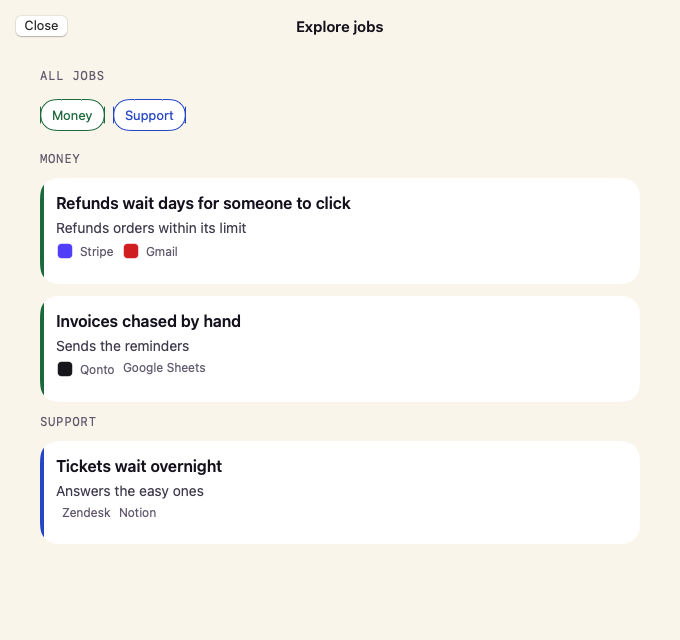 Close
Explore jobs
ALL JOBS
Money Support
MONEY
Refunds wait days for someone to click
Refunds orders within its limit
Stripe Gmail
Invoices chased by hand
Sends the reminders
Qonto Google Sheets
SUPPORT
Tickets wait overnight
Answers the easy ones
Zendesk Notion